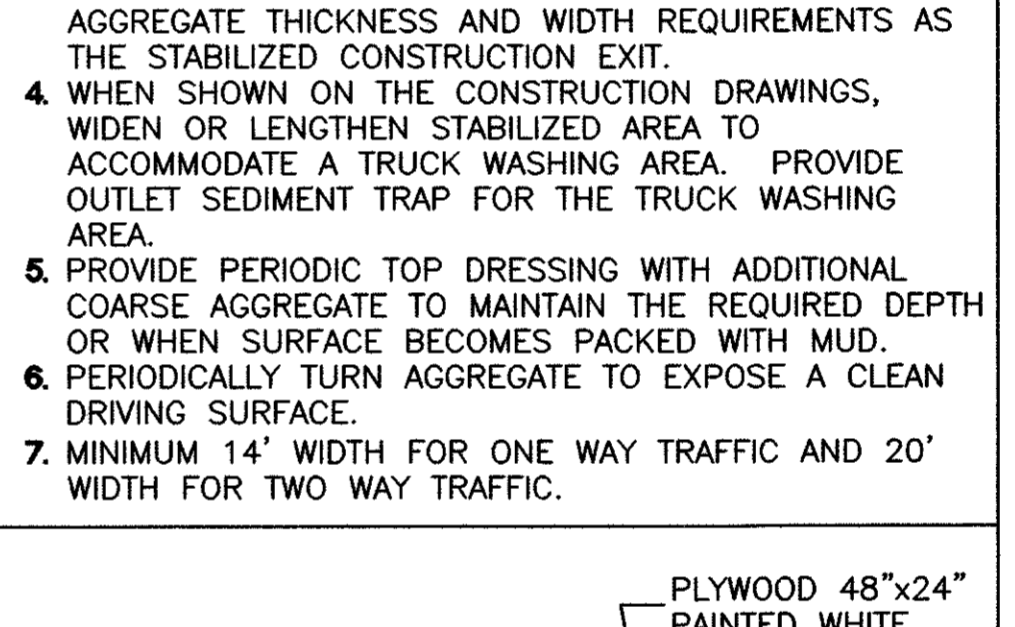 AGGREGATE THICKNESS AND WIDTH REQUIREMENTS AS
THE STABILIZED CONSTRUCTION EXIT.
4. WHEN SHOWN ON THE CONSTRUCTION DRAWINGS,
WIDEN OR LENGTHEN STABILIZED AREA TO
ACCOMMODATE A TRUCK WASHING AREA. PROVIDE
OUTLET SEDIMENT TRAP FOR THE TRUCK WASHING
AREA.
5. PROVIDE PERIODIC TOP DRESSING WITH ADDITIONAL
COARSE AGGREGATE TO MAINTAIN THE REQUIRED DEPTH
OR WHEN SURFACE BECOMES PACKED WITH MUD.
6. PERIODICALLY TURN AGGREGATE TO EXPOSE A CLEAN
DRIVING SURFACE.
7. MINIMUM 14' WIDTH FOR ONE WAY TRAFFIC AND 20'
WIDTH FOR TWO WAY TRAFFIC.
PLYWOOD 48"x24"
PAINTED WHITE